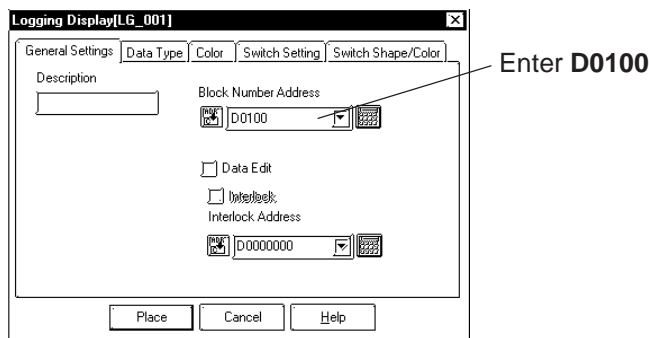 Logging Display[LG_001]
General Settings Data Type Color Switch Setting Switch Shape/Color
Enter D0100
Description
Block Number Address
D0100
Data Edit
Interlock
Interlock Address
D0000000
Place Cancel Help